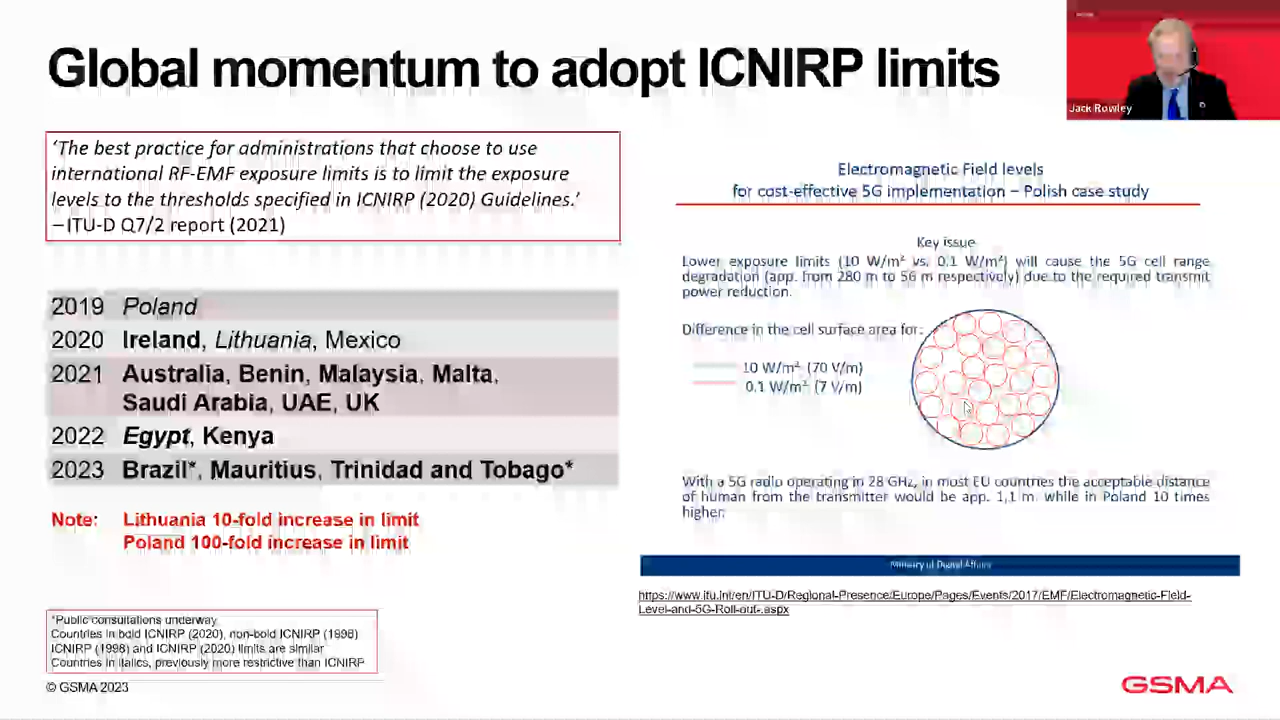 Global momentum to adopt ICNIRP limits
Jack Rowley
'The best practice for administrations that choose to use
international RF-EMF exposure limits is to limit the exposure
levels to the thresholds specified in ICNIRP (2020) Guidelines.'
– ITU-D Q7/2 report (2021)
2019 Poland
2020 Ireland, Lithuania, Mexico
2021 Australia, Benin, Malaysia, Malta,
Saudi Arabia, UAE, UK
2022 Egypt, Kenya
2023 Brazil*, Mauritius, Trinidad and Tobago*
Note: Lithuania 10-fold increase in limit
Poland 100-fold increase in limit
*Public consultations underway
Countries in bold ICNIRP (2020), non-bold ICNIRP (1998)
ICNIRP (1998) and ICNIRP (2020) limits are similar
Countries in italics, previously more restrictive than ICNIRP
© GSMA 2023
Electromagnetic Field levels
for cost-effective 5G implementation – Polish case study
Key issue
Lower exposure limits (10 W/m² vs. 0.1 W/m²) will cause the 5G cell range
degradation (app. from 280 m to 56 m respectively) due to the required transmit
power reduction.
Difference in the cell surface area for:
10 W/m² (70 V/m)
0.1 W/m² (7 V/m)
With a 5G radio operating in 28 GHz, in most EU countries the acceptable distance
of human from the transmitter would be app. 1,1 m. while in Poland 10 times
higher.
Ministry of Digital Affairs
https://www.itu.int/en/ITU-D/Regional-Presence/Europe/Pages/Events/2017/EMF/Electromagnetic-Field-
Level-and-5G-Roll-out-.aspx
GSMA